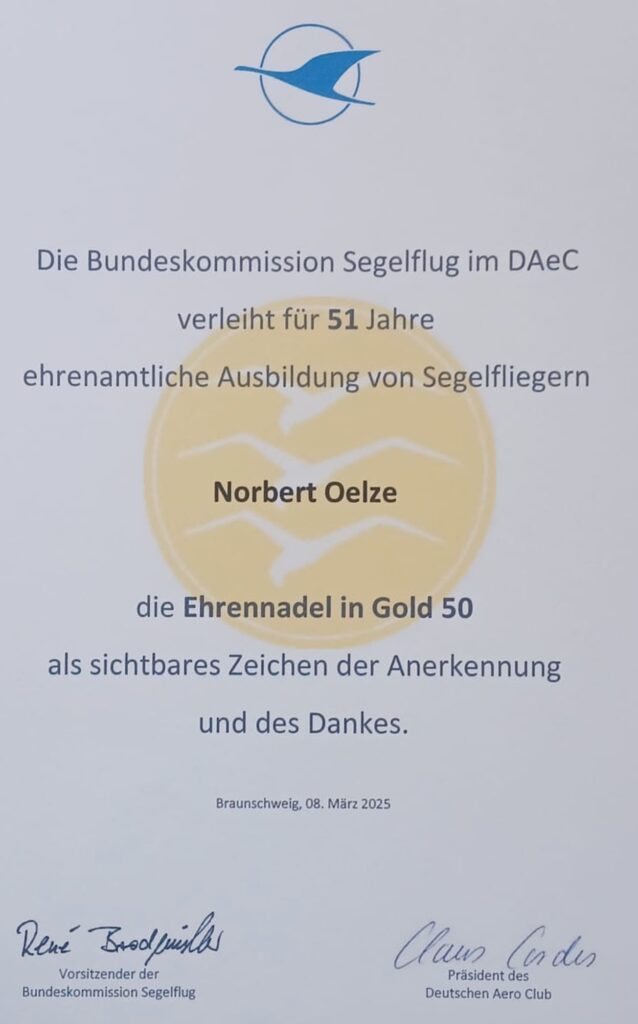 Die Bundeskommission Segelflug im DAeC
verleiht für 51 Jahre
ehrenamtliche Ausbildung von Segelfliegern
Norbert Oelze
die Ehrennadel in Gold 50
als sichtbares Zeichen der Anerkennung
und des Dankes.
Braunschweig, 08. März 2025
René
Claus Cordes
Vorsitzender der
Bundeskommission Segelflug
Präsident des
Deutschen Aero Club